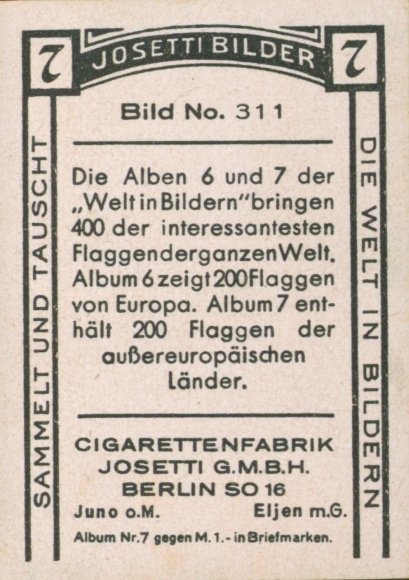 7 JOSETTI BILDER 7
SAMMELT UND TAUSCHT
DIE WELT IN BILDERN
Bild No. 311
Die Alben 6 und 7 der
„Welt in Bildern“ bringen
400 der interessantesten
Flaggen der ganzen Welt.
Album 6 zeigt 200 Flaggen
von Europa. Album 7 ent-
hält 200 Flaggen der
außereuropäischen
Länder.
CIGARETTENFABRIK
JOSETTI G.M.B.H.
BERLIN SO 16
Juno o.M. Eljen m.G.
Album Nr.7 gegen M. 1.- in Briefmarken.